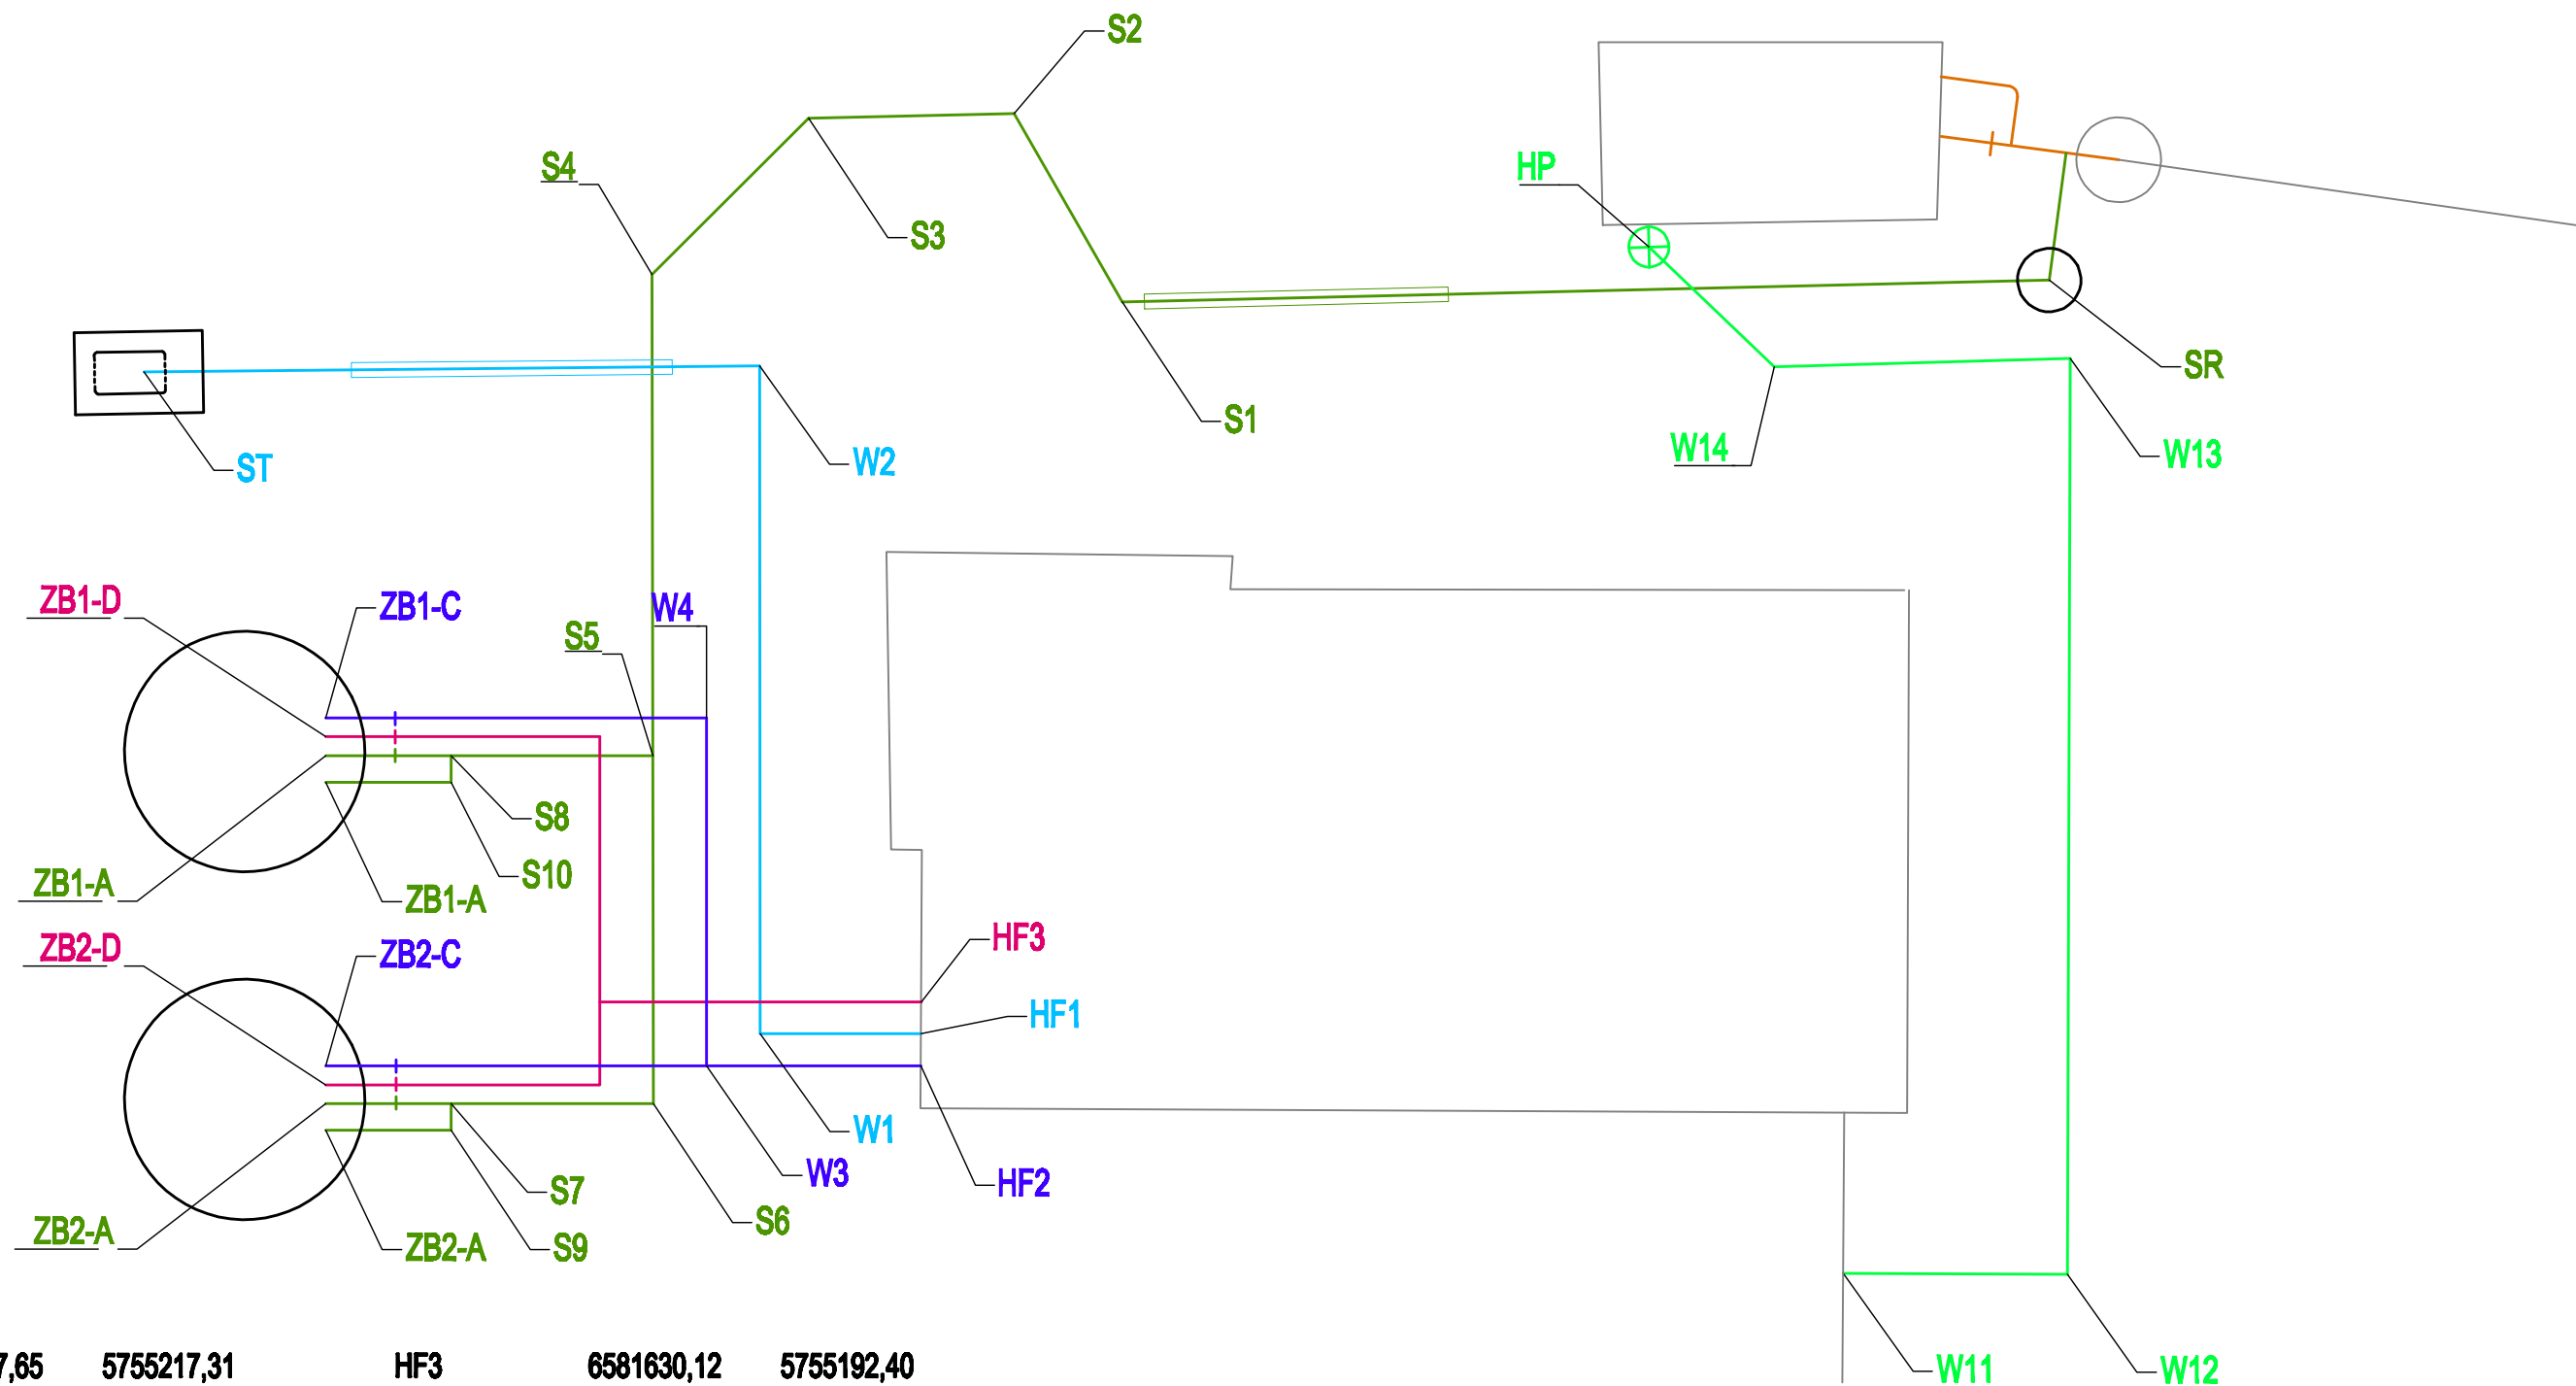 S2
S4
HP
S3
SR
S1
W14
W13
W2
ST
ZB1-D
ZB1-C
W4
S5
S8
S10
ZB1-A
ZB1-A
HF3
ZB2-D
ZB2-C
HF1
W1
W3
HF2
S7
S6
ZB2-A
ZB2-A
S9
W11
W12
7,65 5755217,31 HF3 6581630,12 5755192,40